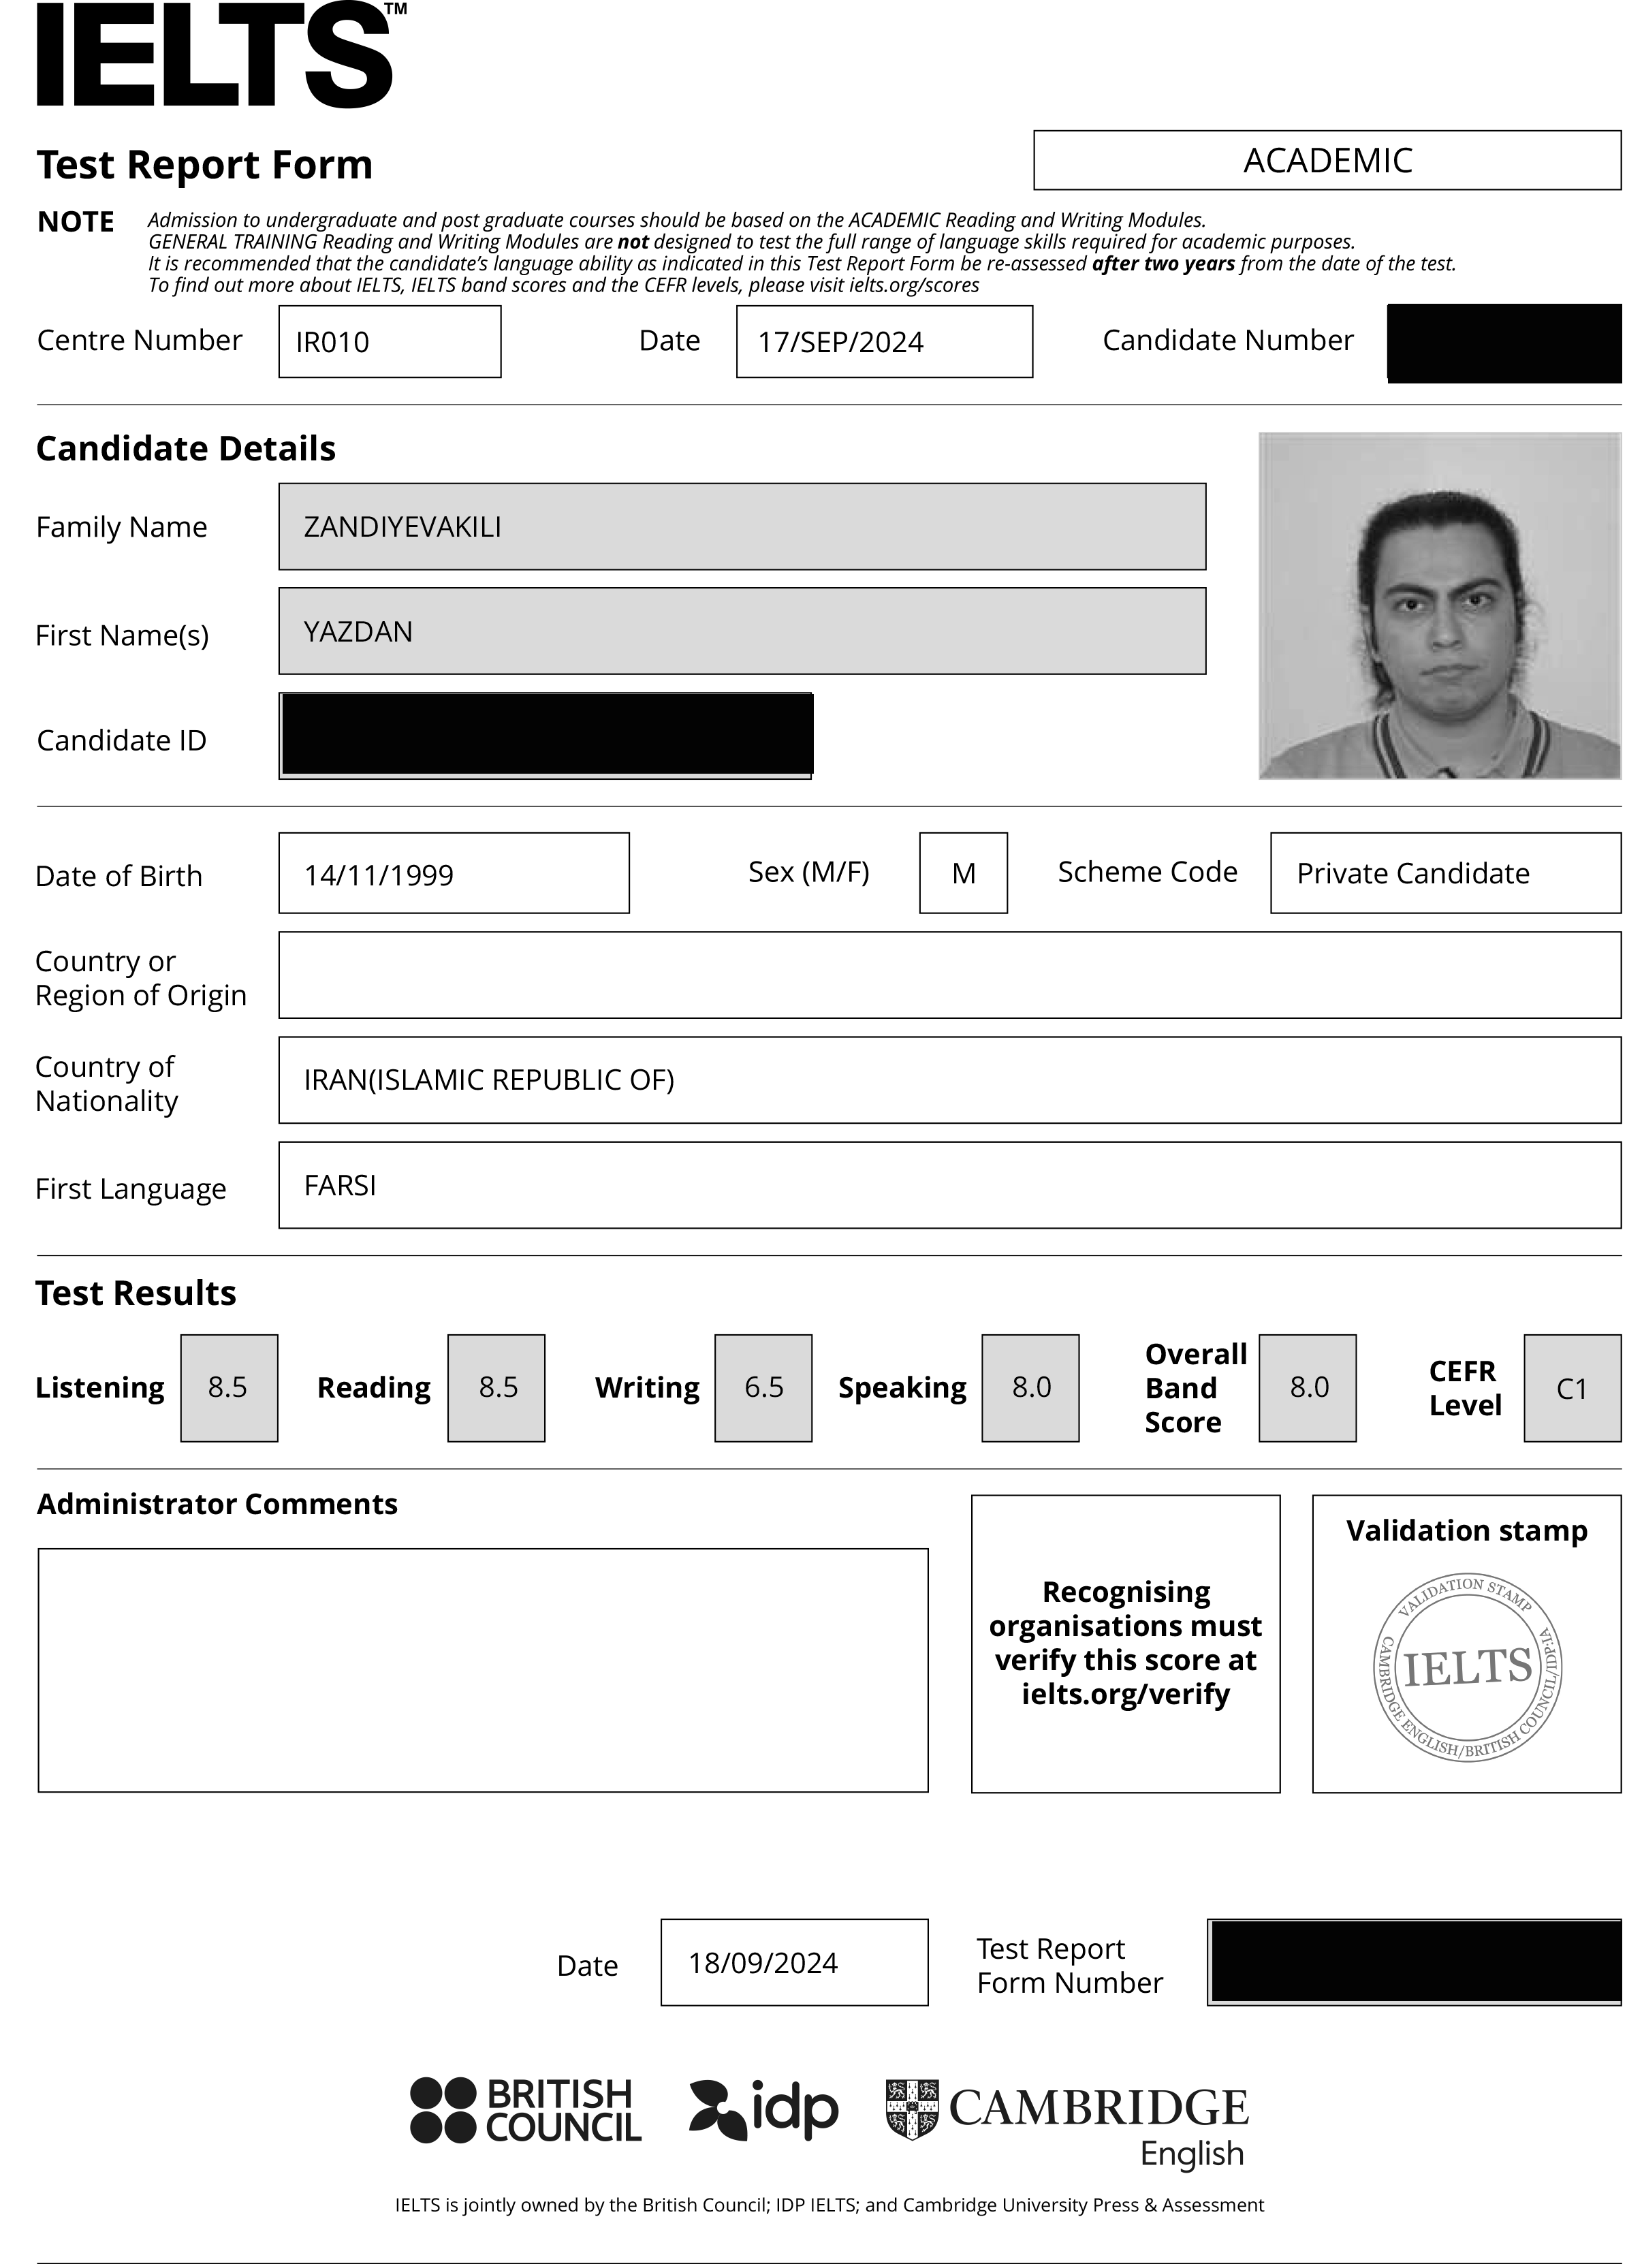 IELTS™
Test Report Form
ACADEMIC
NOTE
Admission to undergraduate and post graduate courses should be based on the ACADEMIC Reading and Writing Modules.
GENERAL TRAINING Reading and Writing Modules are not designed to test the full range of language skills required for academic purposes.
It is recommended that the candidate's language ability as indicated in this Test Report Form be re-assessed after two years from the date of the test.
To find out more about IELTS, IELTS band scores and the CEFR levels, please visit ielts.org/scores
Centre Number IR010 Date 17/SEP/2024 Candidate Number
Candidate Details
Family Name ZANDIYEVAKILI
First Name(s) YAZDAN
Candidate ID
Date of Birth 14/11/1999 Sex (M/F) M Scheme Code Private Candidate
Country or
Region of Origin
Country of
Nationality
IRAN(ISLAMIC REPUBLIC OF)
First Language FARSI
Test Results
Listening 8.5 Reading 8.5 Writing 6.5 Speaking 8.0
Overall
Band
Score
8.0
CEFR
Level
C1
Administrator Comments
Recognising
organisations must
verify this score at
ielts.org/verify
Validation stamp
VALIDATION STAMP
CAMBRIDGE ENGLISH/BRITISH COUNCIL/IDP:IA
IELTS
Date 18/09/2024
Test Report
Form Number
BRITISH
COUNCIL
idp
CAMBRIDGE
English
IELTS is jointly owned by the British Council; IDP IELTS; and Cambridge University Press & Assessment